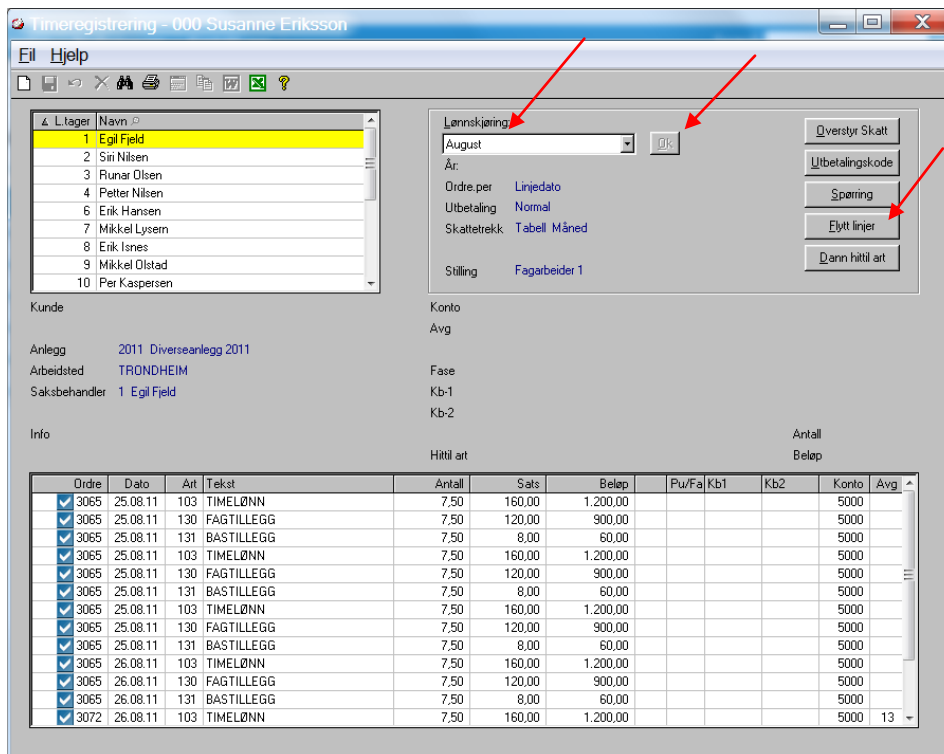 Timeregistrering - 000 Susanne Eriksson
Fil Hjelp
L.tager Navn
1 Egil Fjeld
2 Siri Nilsen
3 Runar Olsen
4 Petter Nilsen
6 Erik Hansen
7 Mikkel Lysern
8 Erik Isnes
9 Mikkel Olstad
10 Per Kaspersen
Lønnskjøring:
August Ok
År:
Ordre.per Linjedato
Utbetaling Normal
Skattetrekk Tabell Måned
Stilling Fagarbeider 1
Overstyr Skatt
Utbetalingskode
Spørring
Flytt linjer
Dann hittil art
Kunde Konto
Avg
Anlegg 2011 Diverseanlegg 2011
Arbeidsted TRONDHEIM Fase
Saksbehandler 1 Egil Fjeld Kb-1
Kb-2
Info Antall
Hittil art Beløp
Ordre Dato Art Tekst Antall Sats Beløp Pu/Fa Kb1 Kb2 Konto Avg
3065 25.08.11 103 TIMELØNN 7,50 160,00 1.200,00 5000
3065 25.08.11 130 FAGTILLEGG 7,50 120,00 900,00 5000
3065 25.08.11 131 BASTILLEGG 7,50 8,00 60,00 5000
3065 25.08.11 103 TIMELØNN 7,50 160,00 1.200,00 5000
3065 25.08.11 130 FAGTILLEGG 7,50 120,00 900,00 5000
3065 25.08.11 131 BASTILLEGG 7,50 8,00 60,00 5000
3065 25.08.11 103 TIMELØNN 7,50 160,00 1.200,00 5000
3065 25.08.11 130 FAGTILLEGG 7,50 120,00 900,00 5000
3065 25.08.11 131 BASTILLEGG 7,50 8,00 60,00 5000
3065 26.08.11 103 TIMELØNN 7,50 160,00 1.200,00 5000
3065 26.08.11 130 FAGTILLEGG 7,50 120,00 900,00 5000
3065 26.08.11 131 BASTILLEGG 7,50 8,00 60,00 5000
3072 26.08.11 103 TIMELØNN 7,50 160,00 1.200,00 5000 13